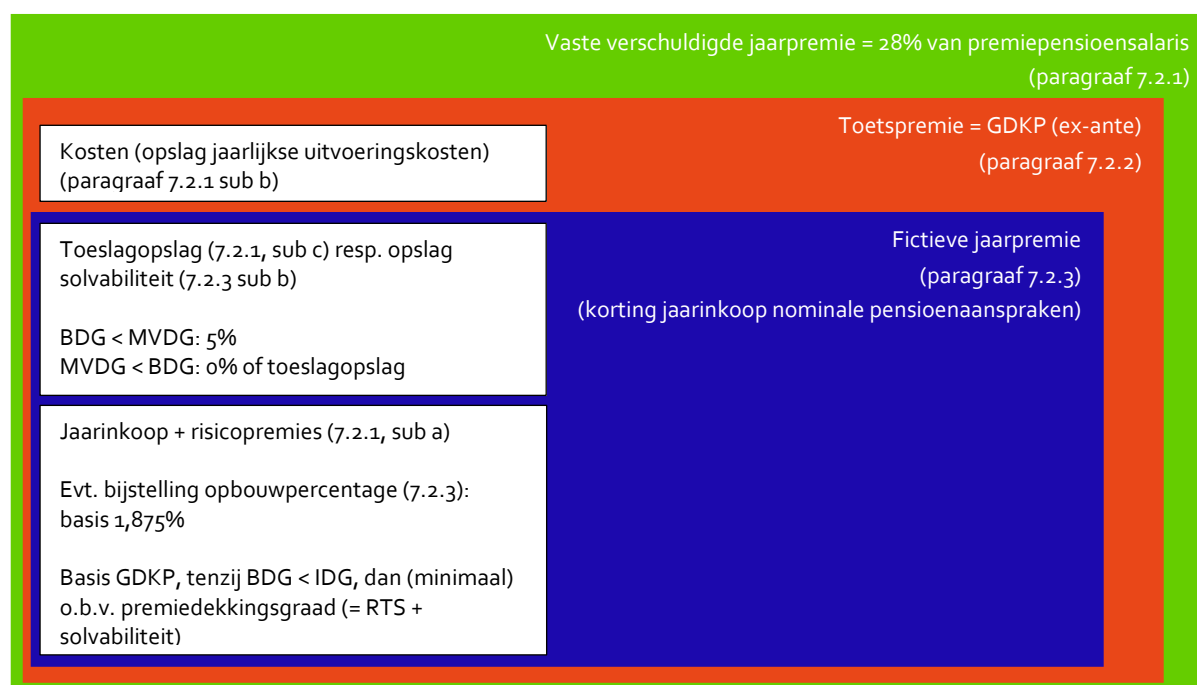 Vaste verschuldigde jaarpremie = 28% van premiepensioensalaris
(paragraaf 7.2.1)
Toetspremie = GDKP (ex-ante)
(paragraaf 7.2.2)
Kosten (opslag jaarlijkse uitvoeringskosten)
(paragraaf 7.2.1 sub b)
Fictieve jaarpremie
(paragraaf 7.2.3)
(korting jaarinkoop nominale pensioenaanspraken)
Toeslagopslag (7.2.1, sub c) resp. opslag
solvabiliteit (7.2.3 sub b)
BDG < MVDG: 5%
MVDG < BDG: 0% of toeslagopslag
Jaarinkoop + risicopremies (7.2.1, sub a)
Evt. bijstelling opbouwpercentage (7.2.3):
basis 1,875%
Basis GDKP, tenzij BDG < IDG, dan (minimaal)
o.b.v. premiedekkingsgraad (= RTS +
solvabiliteit)